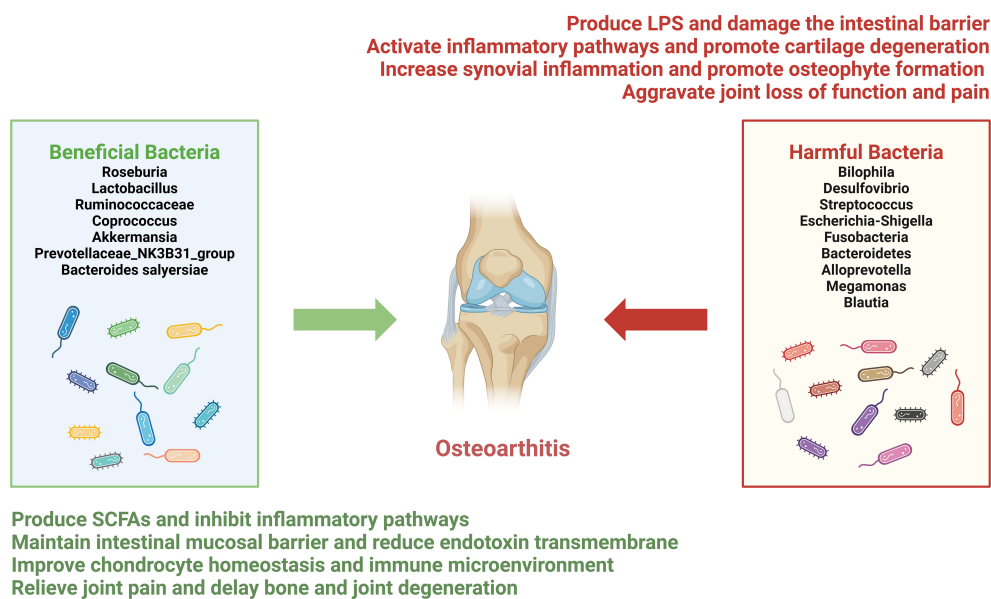 Produce LPS and damage the intestinal barrier
Activate inflammatory pathways and promote cartilage degeneration
Increase synovial inflammation and promote osteophyte formation
Aggravate joint loss of function and pain
Beneficial Bacteria
Roseburia
Lactobacillus
Ruminococcaceae
Coprococcus
Akkermansia
Prevotellaceae_NK3B31_group
Bacteroides salyersiae
Harmful Bacteria
Bilophila
Desulfovibrio
Streptococcus
Escherichia-Shigella
Fusobacteria
Bacteroidetes
Alloprevotella
Megamonas
Blautia
Osteoarthitis
Produce SCFAs and inhibit inflammatory pathways
Maintain intestinal mucosal barrier and reduce endotoxin transmembrane
Improve chondrocyte homeostasis and immune microenvironment
Relieve joint pain and delay bone and joint degeneration